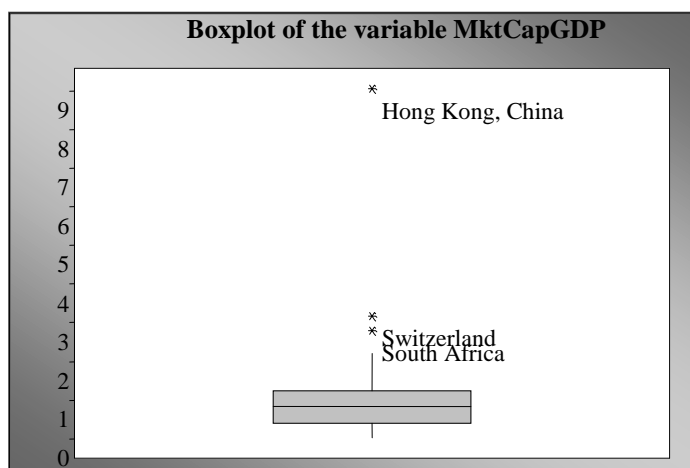 Boxplot of the variable MktCapGDP
9
Hong Kong, China
8
7
6
5
4
3
Switzerland
South Africa
2
1
0